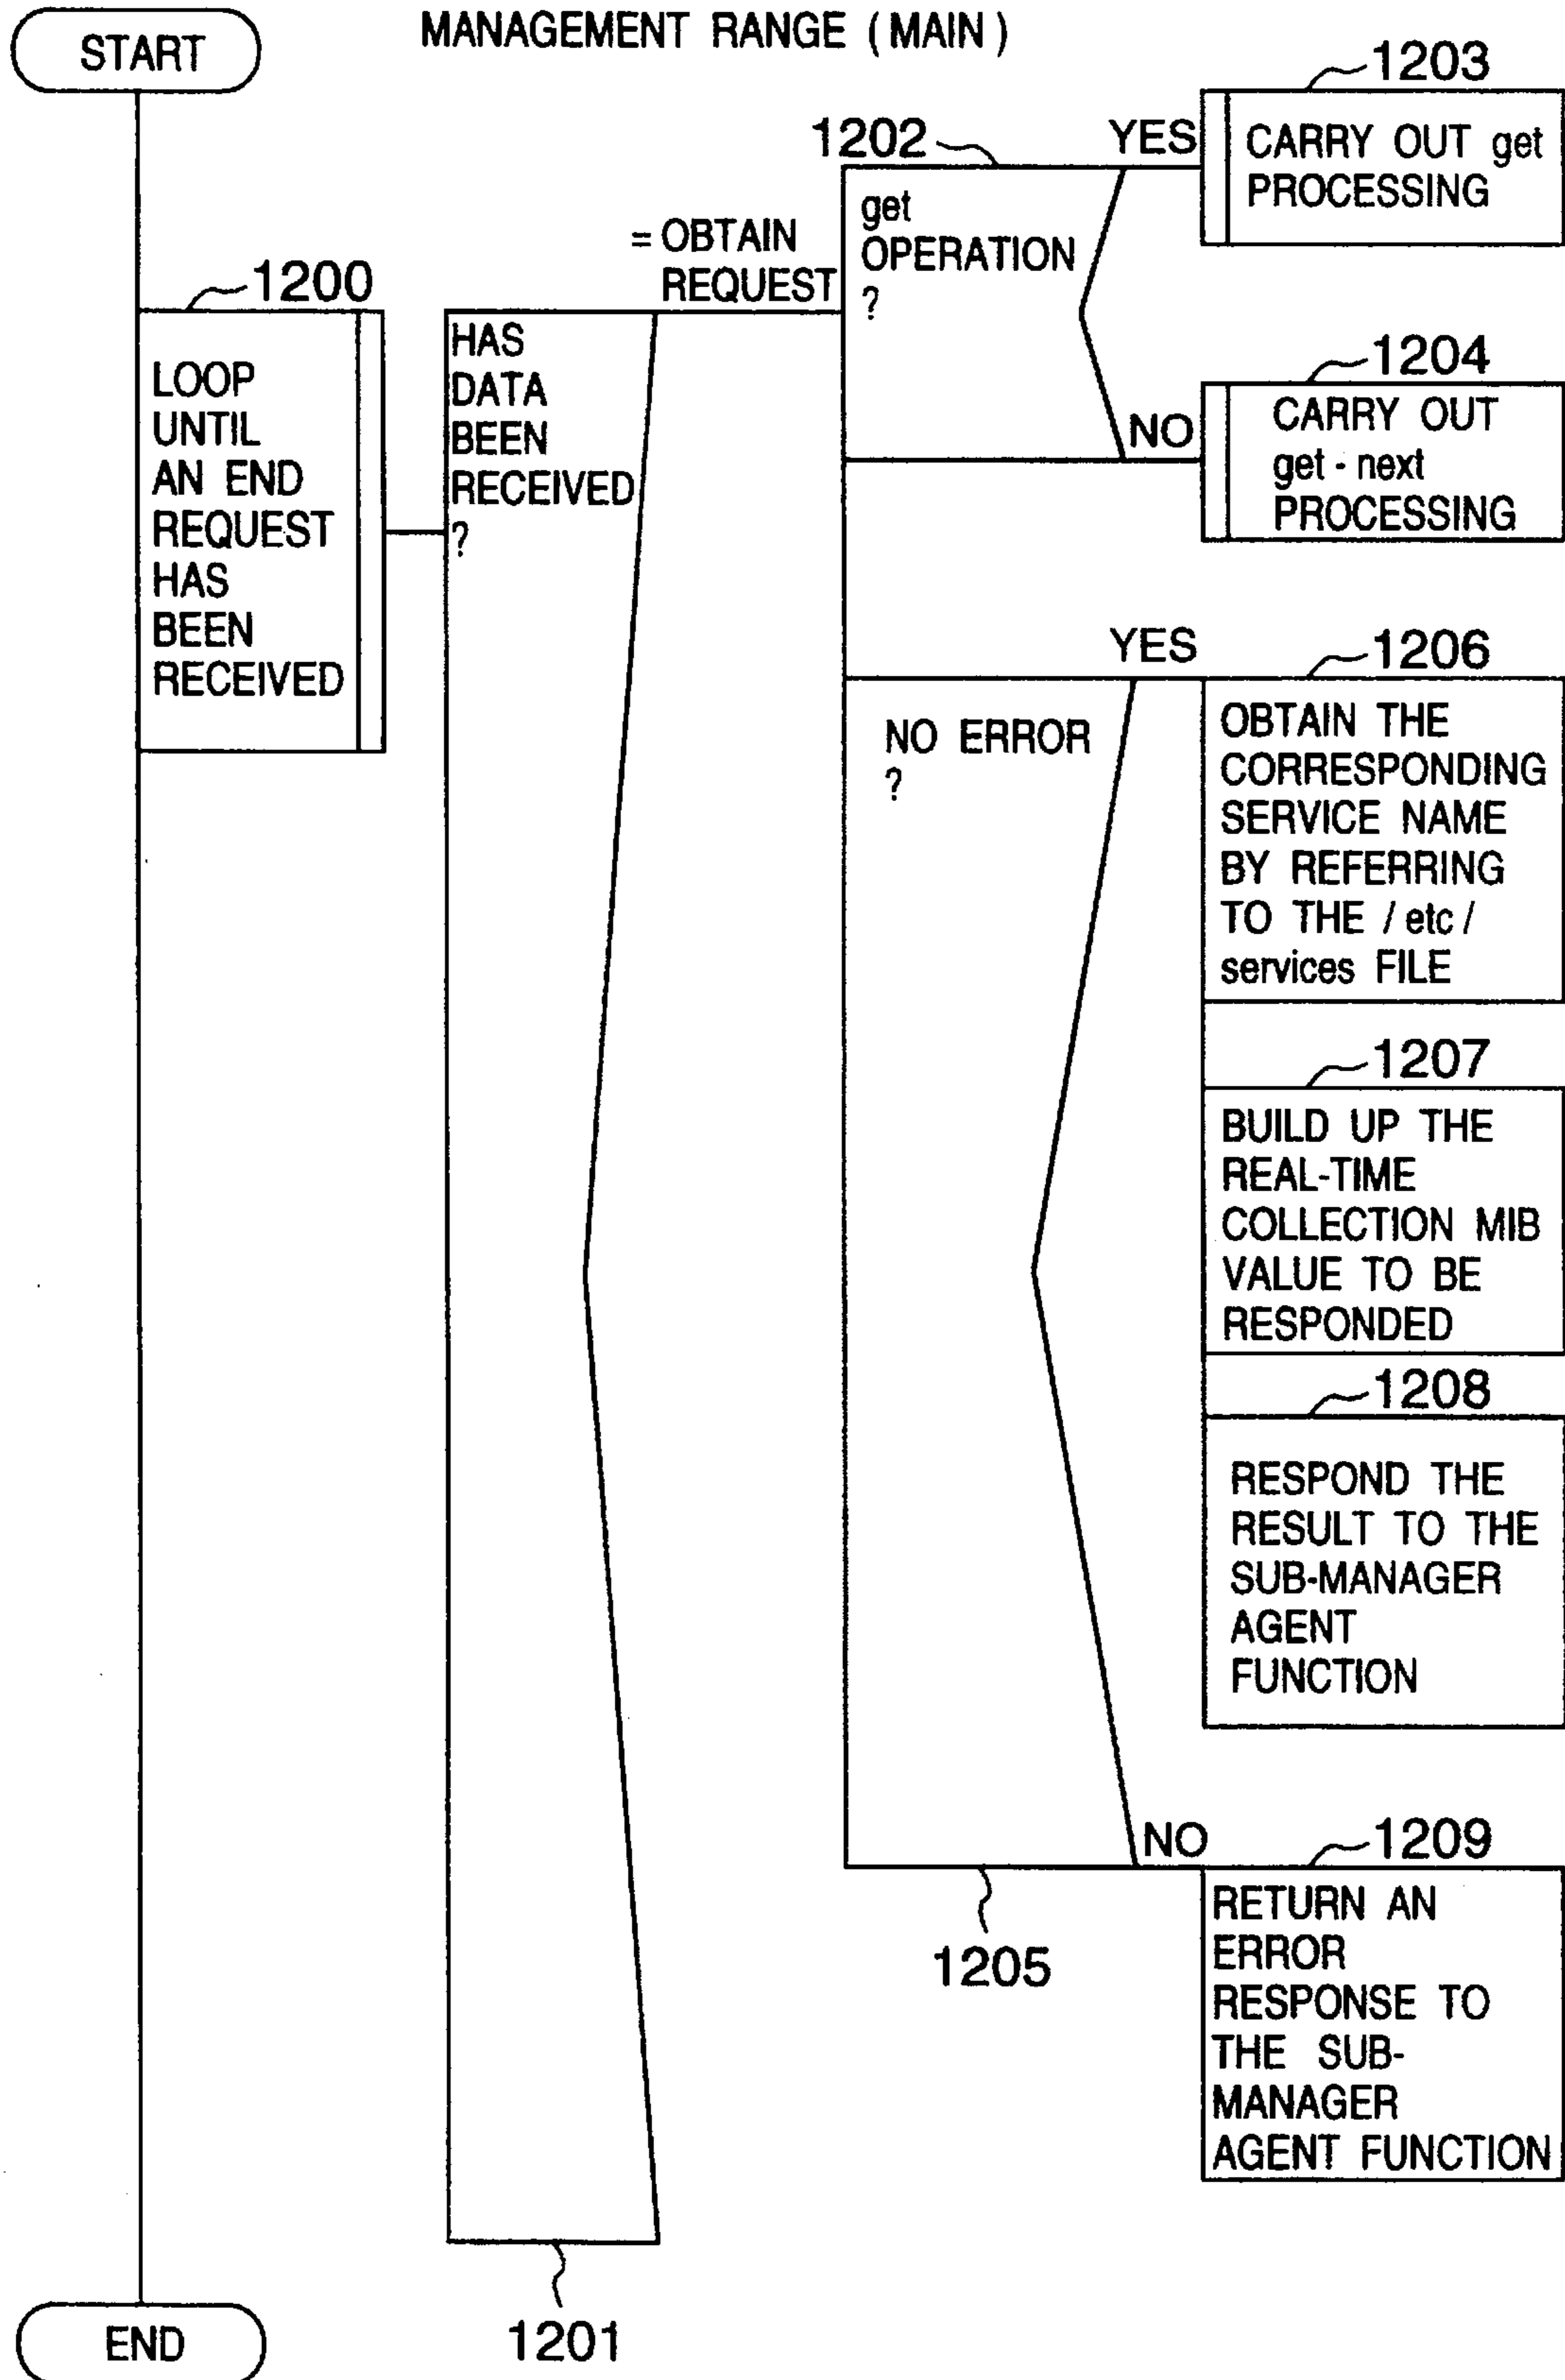 START
MANAGEMENT RANGE ( MAIN )
1200
LOOP
UNTIL
AN END
REQUEST
HAS
BEEN
RECEIVED
HAS
DATA
BEEN
RECEIVED
?
1201
= OBTAIN
REQUEST
1202
get
OPERATION
?
YES
1203
CARRY OUT get
PROCESSING
NO
1204
CARRY OUT
get - next
PROCESSING
NO ERROR
?
1205
YES
1206
OBTAIN THE
CORRESPONDING
SERVICE NAME
BY REFERRING
TO THE / etc /
services FILE
1207
BUILD UP THE
REAL-TIME
COLLECTION MIB
VALUE TO BE
RESPONDED
1208
RESPOND THE
RESULT TO THE
SUB-MANAGER
AGENT
FUNCTION
NO
1209
RETURN AN
ERROR
RESPONSE TO
THE SUB-
MANAGER
AGENT FUNCTION
END